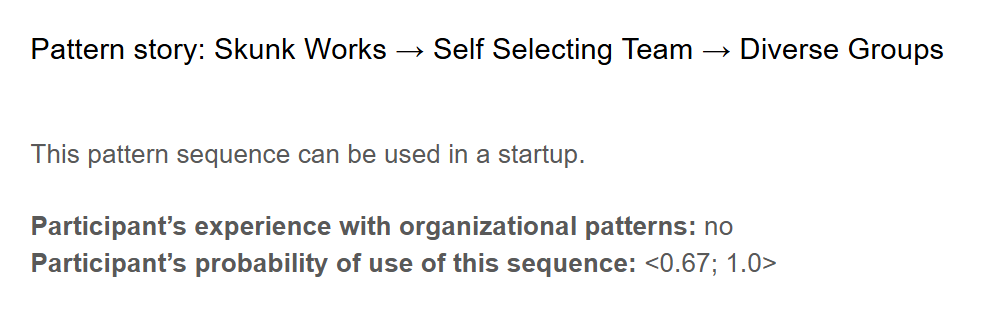 Pattern story: Skunk Works → Self Selecting Team → Diverse Groups
This pattern sequence can be used in a startup.
Participant’s experience with organizational patterns: no
Participant’s probability of use of this sequence: <0.67; 1.0>